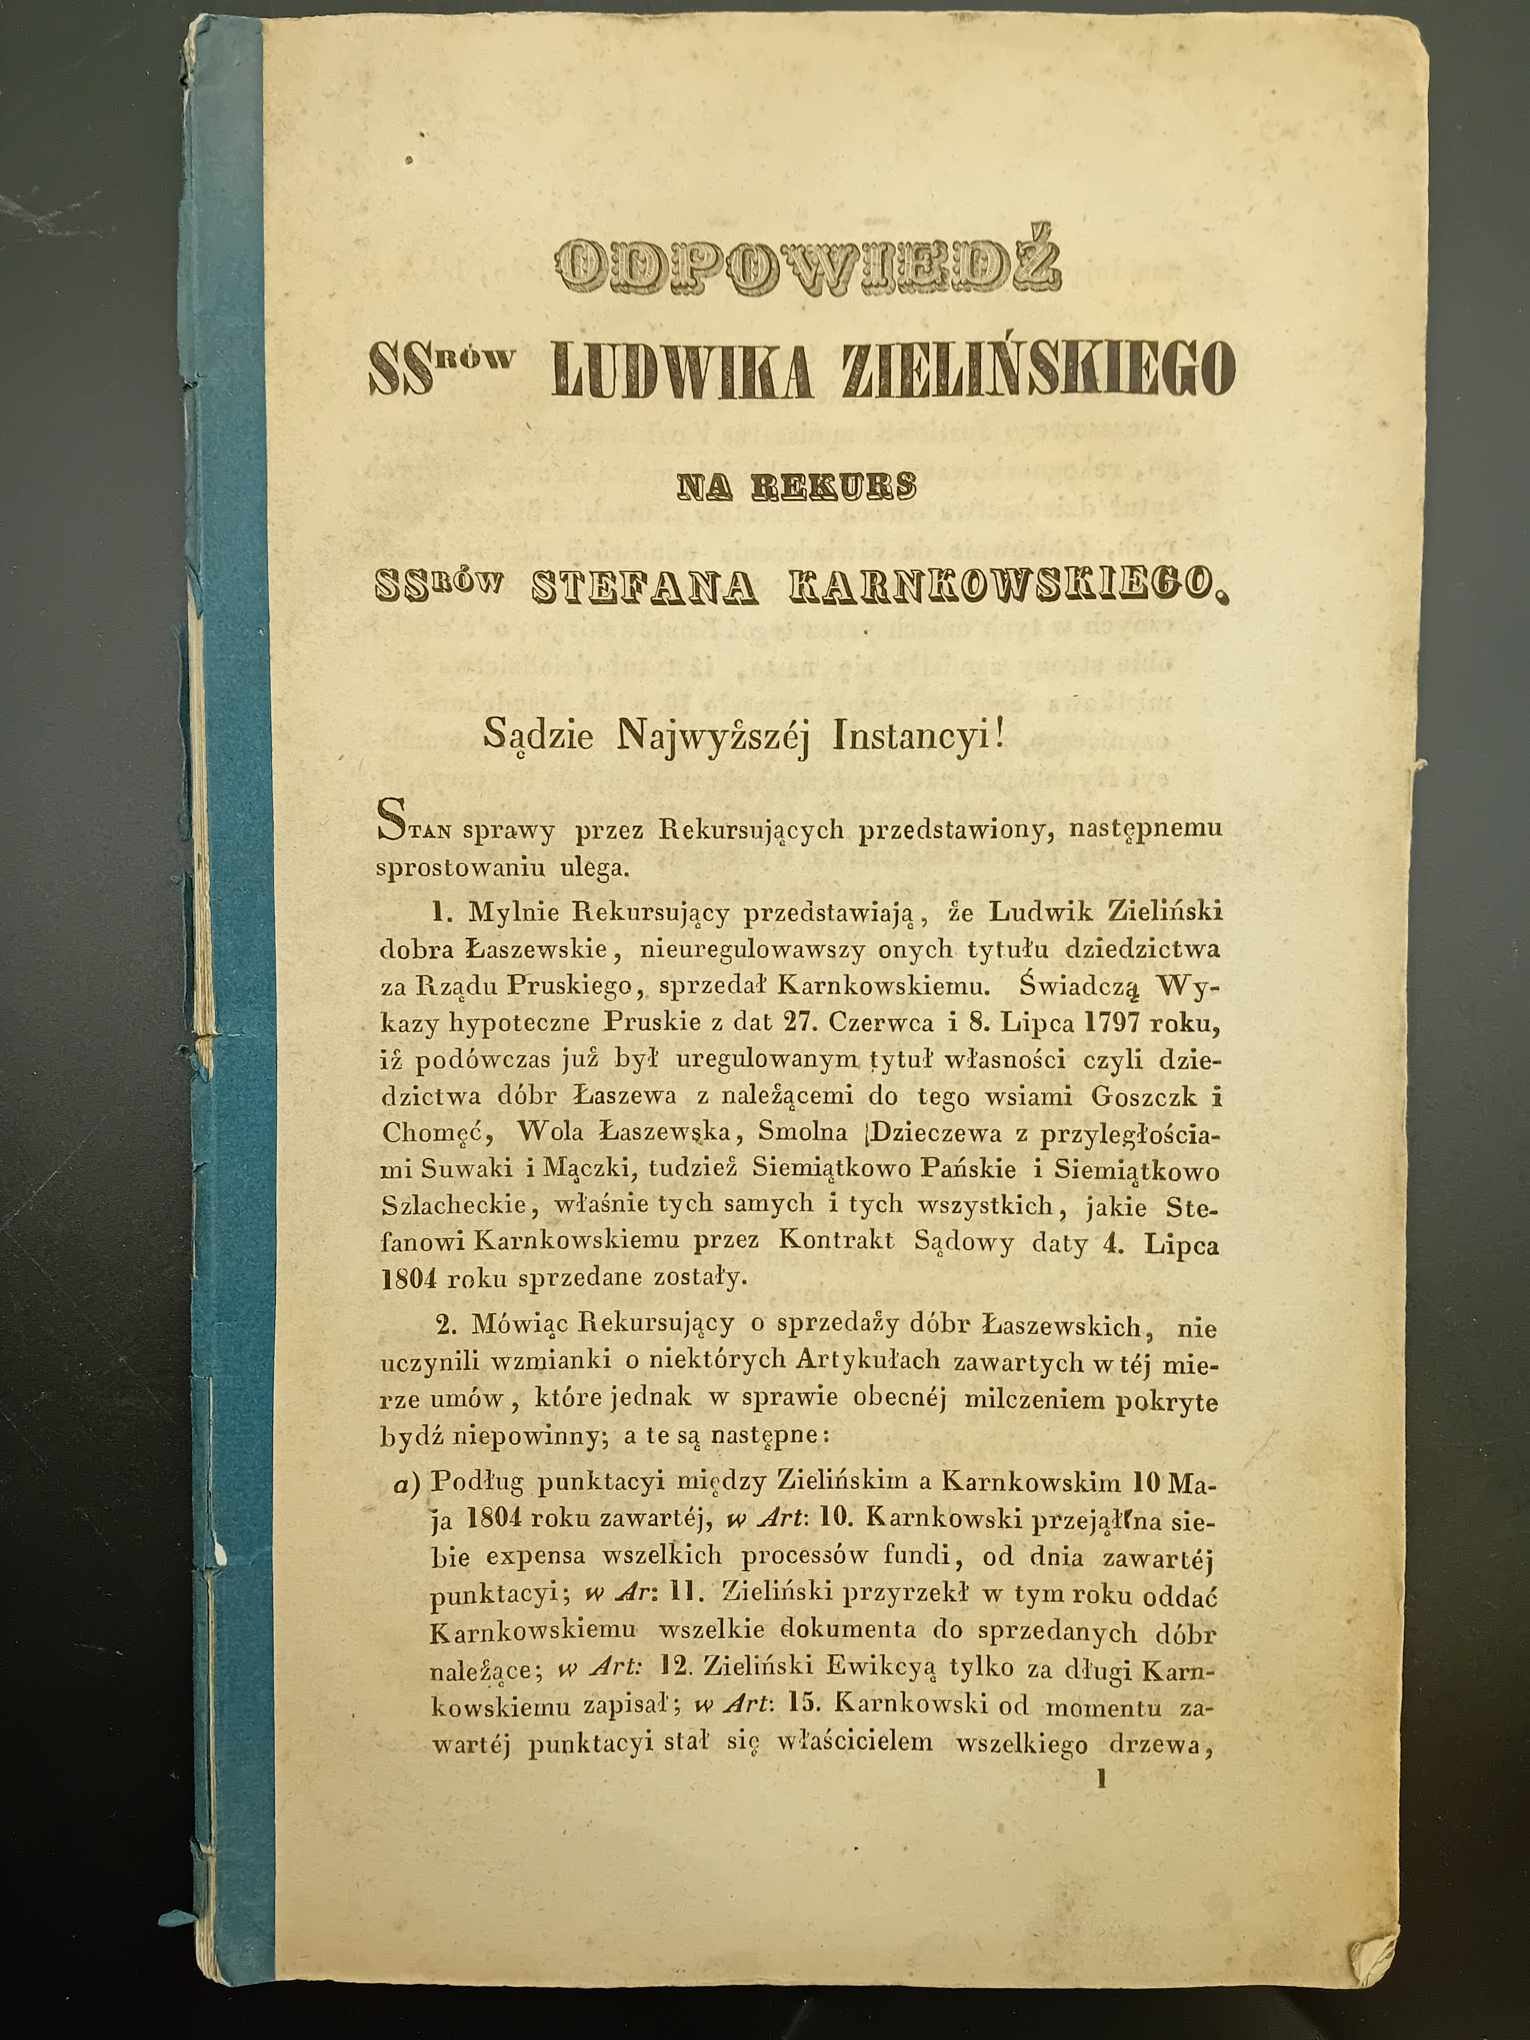 ODPOWIEDŹ
SSRÓW LUDWIKA ZIELIŃSKIEGO
NA REKURS
SSRÓW STEFANA KARNKOWSKIEGO.
Sądzie Najwyższéj Instancyi!
STAN sprawy przez Rekursujących przedstawiony, następnemu
sprostowaniu ulega.
1. Mylnie Rekursujący przedstawiają, że Ludwik Zieliński
dobra Łaszewskie, nieuregulowawszy onych tytułu dziedzictwa
za Rządu Pruskiego, sprzedał Karnkowskiemu. Świadczą Wy-
kazy hypoteczne Pruskie z dat 27. Czerwca i 8. Lipca 1797 roku,
iż podówczas już był uregulowanym tytuł własności czyli dzie-
dzictwa dóbr Łaszewa z należącemi do tego wsiami Goszczk i
Chomęć, Wola Łaszewska, Smolna Dzieczewa z przyległościa-
mi Suwaki i Mączki, tudzież Siemiątkowo Pańskie i Siemiątkowo
Szlacheckie, właśnie tych samych i tych wszystkich, jakie Ste-
fanowi Karnkowskiemu przez Kontrakt Sądowy daty 4. Lipca
1804 roku sprzedane zostały.
2. Mówiąc Rekursujący o sprzedaży dóbr Łaszewskich, nie
uczynili wzmianki o niektórych Artykułach zawartych w téj mie-
rze umów, które jednak w sprawie obecnéj milczeniem pokryte
bydź niepowinny; a te są następne:
a) Podług punktacyi między Zielińskim a Karnkowskim 10 Ma-
ja 1804 roku zawartéj, w Art: 10. Karnkowski przejął na sie-
bie expensa wszelkich processów fundi, od dnia zawartéj
punktacyi; w Ar: 11. Zieliński przyrzekł w tym roku oddać
Karnkowskiemu wszelkie dokumenta do sprzedanych dóbr
należące; w Art: 12. Zieliński Ewikcyą tylko za długi Karn-
kowskiemu zapisał; w Art: 15. Karnkowski od momentu za-
wartéj punktacyi stał się właścicielem wszelkiego drzewa,
1